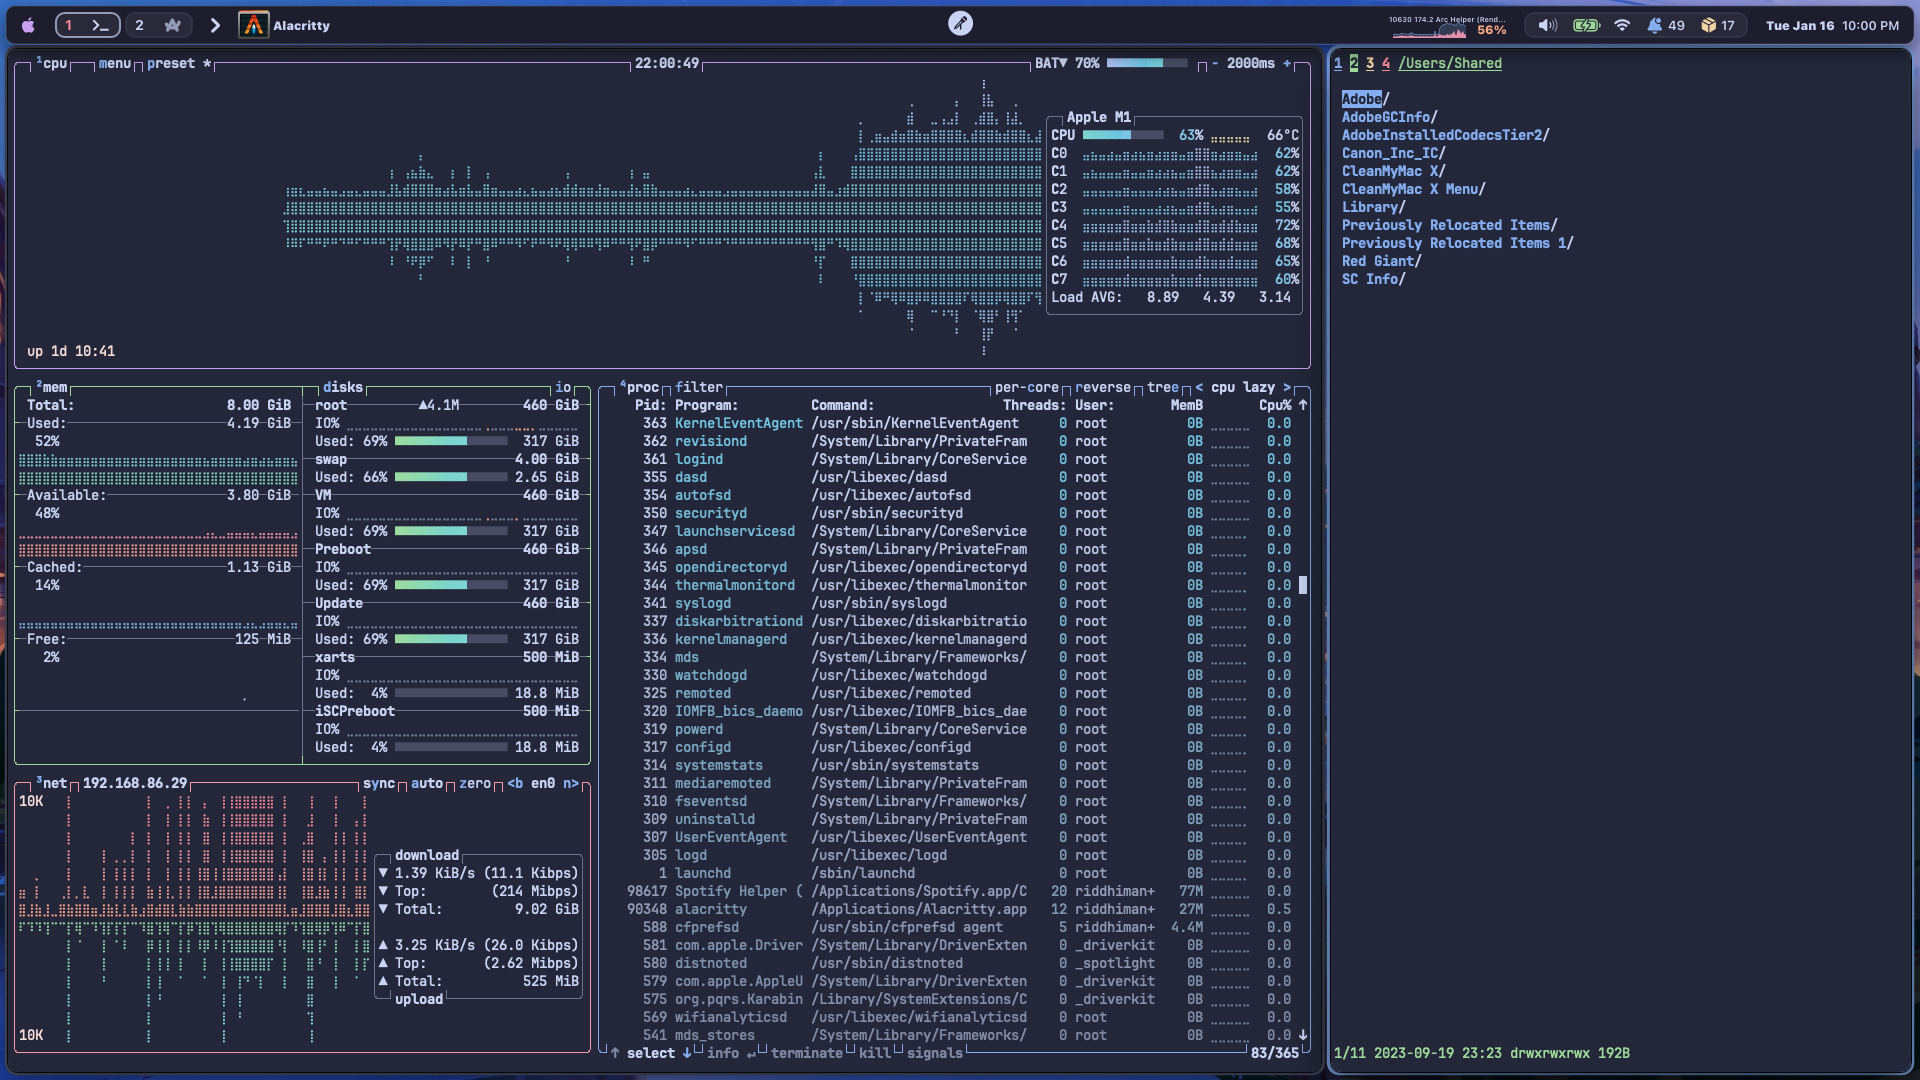 1 >_ 2 Alacritty
10630 174.2 Arc Helper (Rend...
56%
49 17 Tue Jan 16 10:00 PM
1cpu menu preset * 22:00:49 BAT▼ 70% - 2000ms +
Apple M1
CPU 63% 66°C
C0 62%
C1 62%
C2 58%
C3 55%
C4 72%
C5 68%
C6 65%
C7 60%
Load AVG: 8.89 4.39 3.14
up 1d 10:41
2mem
Total: 8.00 GiB
Used: 4.19 GiB
52%
Available: 3.80 GiB
48%
Cached: 1.13 GiB
14%
Free: 125 MiB
2%
disks io
root ▲4.1M 460 GiB
IO%
Used: 69% 317 GiB
swap 4.00 GiB
Used: 66% 2.65 GiB
VM 460 GiB
IO%
Used: 69% 317 GiB
Preboot 460 GiB
IO%
Used: 69% 317 GiB
Update 460 GiB
IO%
Used: 69% 317 GiB
xarts 500 MiB
IO%
Used: 4% 18.8 MiB
iSCPreboot 500 MiB
IO%
Used: 4% 18.8 MiB
3net 192.168.86.29 sync auto zero <b en0 n>
10K
download
▼ 1.39 KiB/s (11.1 Kibps)
▼ Top: (214 Mibps)
▼ Total: 9.02 GiB
▲ 3.25 KiB/s (26.0 Kibps)
▲ Top: (2.62 Mibps)
▲ Total: 525 MiB
upload
10K
4proc filter per-core reverse tree < cpu lazy >
Pid: Program: Command: Threads: User: MemB Cpu% ↑
363 KernelEventAgent /usr/sbin/KernelEventAgent 0 root 0B 0.0
362 revisiond /System/Library/PrivateFram 0 root 0B 0.0
361 logind /System/Library/CoreService 0 root 0B 0.0
355 dasd /usr/libexec/dasd 0 root 0B 0.0
354 autofsd /usr/libexec/autofsd 0 root 0B 0.0
350 securityd /usr/sbin/securityd 0 root 0B 0.0
347 launchservicesd /System/Library/CoreService 0 root 0B 0.0
346 apsd /System/Library/PrivateFram 0 root 0B 0.0
345 opendirectoryd /usr/libexec/opendirectoryd 0 root 0B 0.0
344 thermalmonitord /usr/libexec/thermalmonitor 0 root 0B 0.0
341 syslogd /usr/sbin/syslogd 0 root 0B 0.0
337 diskarbitrationd /usr/libexec/diskarbitratio 0 root 0B 0.0
336 kernelmanagerd /usr/libexec/kernelmanagerd 0 root 0B 0.0
334 mds /System/Library/Frameworks/ 0 root 0B 0.0
330 watchdogd /usr/libexec/watchdogd 0 root 0B 0.0
325 remoted /usr/libexec/remoted 0 root 0B 0.0
320 IOMFB_bics_daemo /usr/libexec/IOMFB_bics_dae 0 root 0B 0.0
319 powerd /System/Library/CoreService 0 root 0B 0.0
317 configd /usr/libexec/configd 0 root 0B 0.0
314 systemstats /usr/sbin/systemstats 0 root 0B 0.0
311 mediaremoted /System/Library/PrivateFram 0 root 0B 0.0
310 fseventsd /System/Library/Frameworks/ 0 root 0B 0.0
309 uninstalld /System/Library/PrivateFram 0 root 0B 0.0
307 UserEventAgent /usr/libexec/UserEventAgent 0 root 0B 0.0
305 logd /usr/libexec/logd 0 root 0B 0.0
1 launchd /sbin/launchd 0 root 0B 0.0
98617 Spotify Helper ( /Applications/Spotify.app/C 20 riddhiman+ 77M 0.0
90348 alacritty /Applications/Alacritty.app 12 riddhiman+ 27M 0.5
588 cfprefsd /usr/sbin/cfprefsd agent 5 riddhiman+ 4.4M 0.0
581 com.apple.Driver /System/Library/DriverExten 0 _driverkit 0B 0.0
580 distnoted /usr/sbin/distnoted 0 _spotlight 0B 0.0
579 com.apple.AppleU /System/Library/DriverExten 0 _driverkit 0B 0.0
575 org.pqrs.Karabin /Library/SystemExtensions/C 0 _driverkit 0B 0.0
569 wifianalyticsd /usr/libexec/wifianalyticsd 0 root 0B 0.0
541 mds_stores /System/Library/Frameworks/ 0 root 0B 0.0 ↓
↑ select ↓ info ↵ terminate kill signals 83/365
1 2 3 4 /Users/Shared
Adobe/
AdobeGCInfo/
AdobeInstalledCodecsTier2/
Canon_Inc_IC/
CleanMyMac X/
CleanMyMac X Menu/
Library/
Previously Relocated Items/
Previously Relocated Items 1/
Red Giant/
SC Info/
1/11 2023-09-19 23:23 drwxrwxrwx 192B